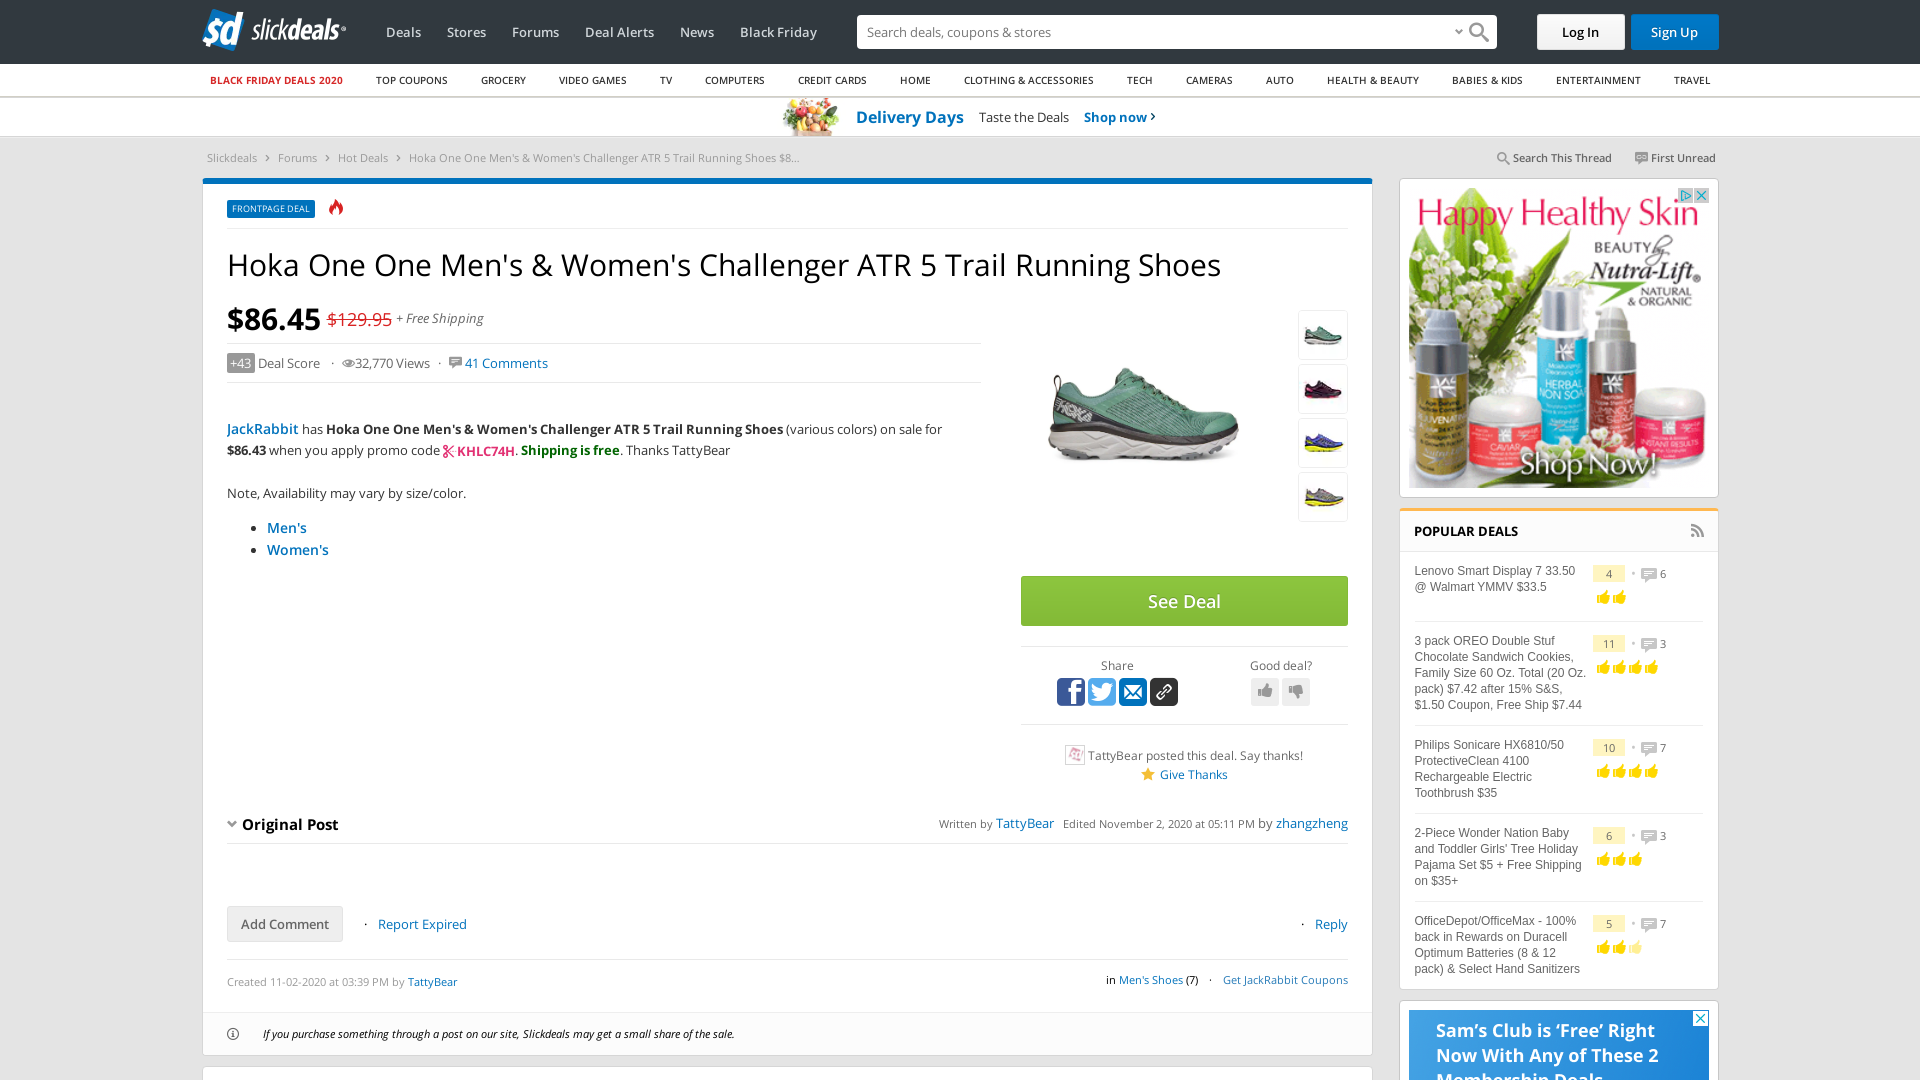 sd slickdeals
Deals Stores Forums Deal Alerts News Black Friday
Search deals, coupons & shopping
Log In Sign Up
BLACK FRIDAY DEALS 2020 TOP COUPONS GROCERY VIDEO GAMES TV COMPUTERS CREDIT CARDS HOME CLOTHING & ACCESSORIES TECH CAMERAS AUTO HEALTH & BEAUTY BABIES & KIDS ENTERTAINMENT TRAVEL
Delivery Days Taste the Deals Shop now
Slickdeals Forums Hot Deals Hoka One One Men's & Women's Challenger ATR 5 Trail Running Shoes $8...
Search This Thread First Unread
FRONTPAGE DEAL
Hoka One One Men's & Women's Challenger ATR 5 Trail Running Shoes
$86.45 $129.95 + Free Shipping
+43 Deal Score · 32,770 Views · 41 Comments
JackRabbit has Hoka One One Men's & Women's Challenger ATR 5 Trail Running Shoes (various colors) on sale for
$86.43 when you apply promo code KHLC74H. Shipping is free. Thanks TattyBear
Note, Availability may vary by size/color.
• Men's
• Women's
HOKA
See Deal
Share
Good deal?
TattyBear posted this deal. Say thanks!
Give Thanks
Original Post
Written by TattyBear Edited November 2, 2020 at 05:11 PM by zhangzheng
Add Comment · Report Expired
· Reply
Created 11-02-2020 at 03:39 PM by TattyBear
in Men's Shoes (7) · Get JackRabbit Coupons
If you purchase something through a post on our site, Slickdeals may get a small share of the sale.
Happy Healthy Skin
BEAUTY by
Nutra-Lift®
NATURAL
& ORGANIC
HERBAL
NON SOAP
CAVIAR
Shop Now!
POPULAR DEALS
Lenovo Smart Display 7 33.50
@ Walmart YMMV $33.5
4 • 6
3 pack OREO Double Stuf
Chocolate Sandwich Cookies,
Family Size 60 Oz. Total (20 Oz.
pack) $7.42 after 15% S&S,
$1.50 Coupon, Free Ship $7.44
11 • 3
Philips Sonicare HX6810/50
ProtectiveClean 4100
Rechargeable Electric
Toothbrush $35
10 • 7
2-Piece Wonder Nation Baby
and Toddler Girls' Tree Holiday
Pajama Set $5 + Free Shipping
on $35+
6 • 3
OfficeDepot/OfficeMax - 100%
back in Rewards on Duracell
Optimum Batteries (8 & 12
pack) & Select Hand Sanitizers
5 • 7
Sam's Club is 'Free' Right
Now With Any of These 2
Membership Deals